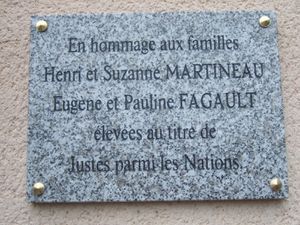 En hommage aux familles
Henri et Suzanne MARTINEAU
Eugène et Pauline FAGAULT
élevées au titre de
Justes parmi les Nations.